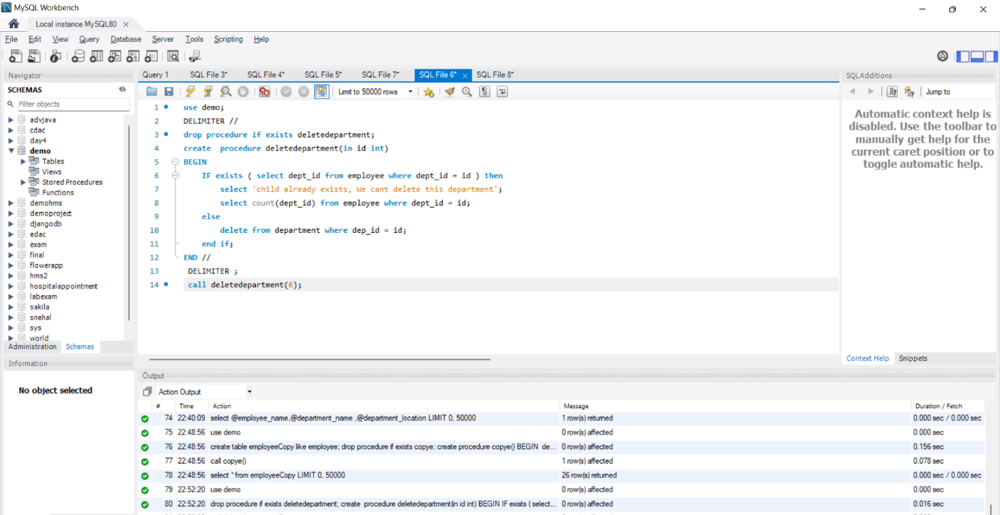 MySQL Workbench
Local instance MySQL80
File Edit View Query Database Server Tools Scripting Help
Navigator
SCHEMAS
Filter objects
advjava
cdac
day4
demo
Tables
Views
Stored Procedures
Functions
demohms
demoproject
djangodb
edac
exam
final
flowerapp
hms2
hospitalappointment
labexam
sakila
snehal
sys
world
Administration Schemas
Information
No object selected
Query 1 SQL File 3* SQL File 4* SQL File 5* SQL File 7* SQL File 6* SQL File 8*
Limit to 50000 rows
1 use demo;
2 DELIMITER //
3 drop procedure if exists deletedepartment;
4 create  procedure deletedepartment(in id int)
5 BEGIN
6 IF exists ( select dept_id from employee where dept_id = id ) then
7 select 'child already exists, We cant delete this department';
8 select count(dept_id) from employee where dept_id = id;
9 else
10 delete from department where dep_id = id;
11 end if;
12 END //
13 DELIMITER ;
14 call deletedepartment(6);
SQLAdditions
Jump to
Automatic context help is
disabled. Use the toolbar to
manually get help for the
current caret position or to
toggle automatic help.
Context Help Snippets
Output
Action Output
# Time Action Message Duration / Fetch
74 22:40:09 select @employee_name,@department_name ,@department_location LIMIT 0, 50000 1 row(s) returned 0.000 sec / 0.000 sec
75 22:48:56 use demo 0 row(s) affected 0.000 sec
76 22:48:56 create table employeeCopy like employee; drop procedure if exists copye; create procedure copye() BEGIN de... 0 row(s) affected 0.156 sec
77 22:48:56 call copye() 1 row(s) affected 0.078 sec
78 22:48:56 select * from employeeCopy LIMIT 0, 50000 26 row(s) returned 0.000 sec / 0.000 sec
79 22:52:20 use demo 0 row(s) affected 0.000 sec
80 22:52:20 drop procedure if exists deletedepartment; create  procedure deletedepartment(in id int) BEGIN IF exists ( select... 0 row(s) affected 0.016 sec